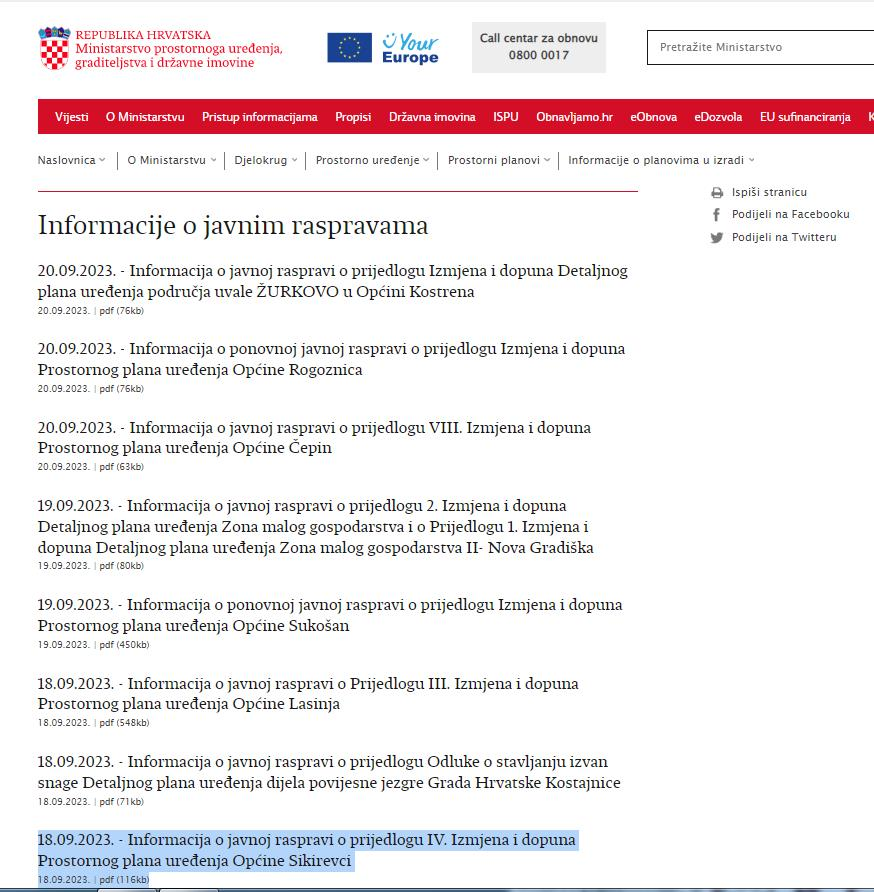 REPUBLIKA HRVATSKA
Ministarstvo prostornoga uređenja,
graditeljstva i državne imovine
Your
Europe
Call centar za obnovu
0800 0017
Pretražite Ministarstvo
Vijesti O Ministarstvu Pristup informacijama Propisi Državna imovina ISPU Obnavljamo.hr eObnova eDozvola EU sufinanciranja K
Naslovnica O Ministarstvu Djelokrug Prostorno uređenje Prostorni planovi Informacije o planovima u izradi
Ispiši stranicu
Podijeli na Facebooku
Podijeli na Twitteru
Informacije o javnim raspravama
20.09.2023. - Informacija o javnoj raspravi o prijedlogu Izmjena i dopuna Detaljnog
plana uređenja područja uvale ŽURKOVO u Općini Kostrena
20.09.2023. | pdf (76kb)
20.09.2023. - Informacija o ponovnoj javnoj raspravi o prijedlogu Izmjena i dopuna
Prostornog plana uređenja Općine Rogoznica
20.09.2023. | pdf (76kb)
20.09.2023. - Informacija o javnoj raspravi o prijedlogu VIII. Izmjena i dopuna
Prostornog plana uređenja Općine Čepin
20.09.2023. | pdf (63kb)
19.09.2023. - Informacija o javnoj raspravi o prijedlogu 2. Izmjena i dopuna
Detaljnog plana uređenja Zona malog gospodarstva i o Prijedlogu 1. Izmjena i
dopuna Detaljnog plana uređenja Zona malog gospodarstva II- Nova Gradiška
19.09.2023. | pdf (80kb)
19.09.2023. - Informacija o ponovnoj javnoj raspravi o prijedlogu Izmjena i dopuna
Prostornog plana uređenja Općine Sukošan
19.09.2023. | pdf (450kb)
18.09.2023. - Informacija o javnoj raspravi o Prijedlogu III. Izmjena i dopuna
Prostornog plana uređenja Općine Lasinja
18.09.2023. | pdf (548kb)
18.09.2023. - Informacija o javnoj raspravi o prijedlogu Odluke o stavljanju izvan
snage Detaljnog plana uređenja dijela povijesne jezgre Grada Hrvatske Kostajnice
18.09.2023. | pdf (71kb)
18.09.2023. - Informacija o javnoj raspravi o prijedlogu IV. Izmjena i dopuna
Prostornog plana uređenja Općine Sikirevci
18.09.2023. | pdf (116kb)